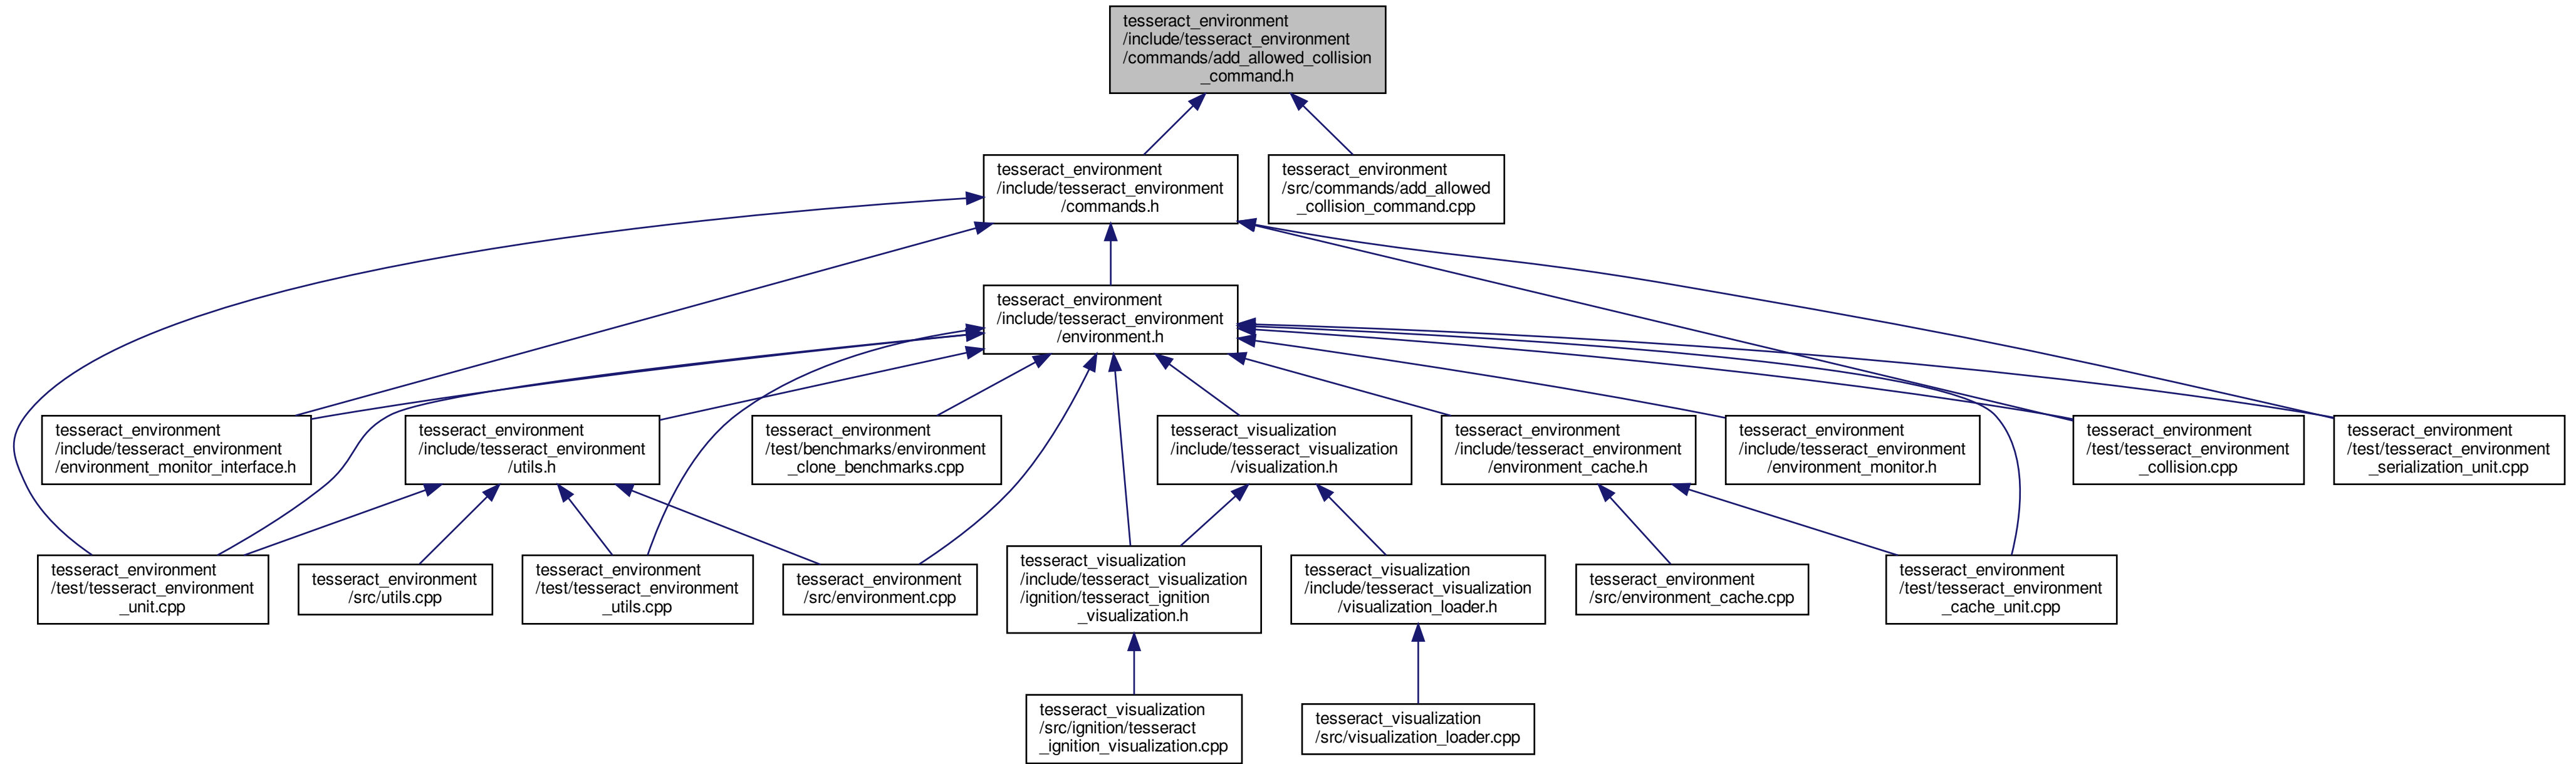 tesseract_environment
/include/tesseract_environment
/commands/add_allowed_collision
_command.h
tesseract_environment
/include/tesseract_environment
/commands.h
tesseract_environment
/src/commands/add_allowed
_collision_command.cpp
tesseract_environment
/include/tesseract_environment
/environment.h
tesseract_environment
/include/tesseract_environment
/environment_monitor_interface.h
tesseract_environment
/include/tesseract_environment
/utils.h
tesseract_environment
/test/benchmarks/environment
_clone_benchmarks.cpp
tesseract_visualization
/include/tesseract_visualization
/visualization.h
tesseract_environment
/include/tesseract_environment
/environment_cache.h
tesseract_environment
/include/tesseract_environment
/environment_monitor.h
tesseract_environment
/test/tesseract_environment
_collision.cpp
tesseract_environment
/test/tesseract_environment
_serialization_unit.cpp
tesseract_environment
/test/tesseract_environment
_unit.cpp
tesseract_environment
/src/utils.cpp
tesseract_environment
/test/tesseract_environment
_utils.cpp
tesseract_environment
/src/environment.cpp
tesseract_visualization
/include/tesseract_visualization
/ignition/tesseract_ignition
_visualization.h
tesseract_visualization
/include/tesseract_visualization
/visualization_loader.h
tesseract_environment
/src/environment_cache.cpp
tesseract_environment
/test/tesseract_environment
_cache_unit.cpp
tesseract_visualization
/src/ignition/tesseract
_ignition_visualization.cpp
tesseract_visualization
/src/visualization_loader.cpp